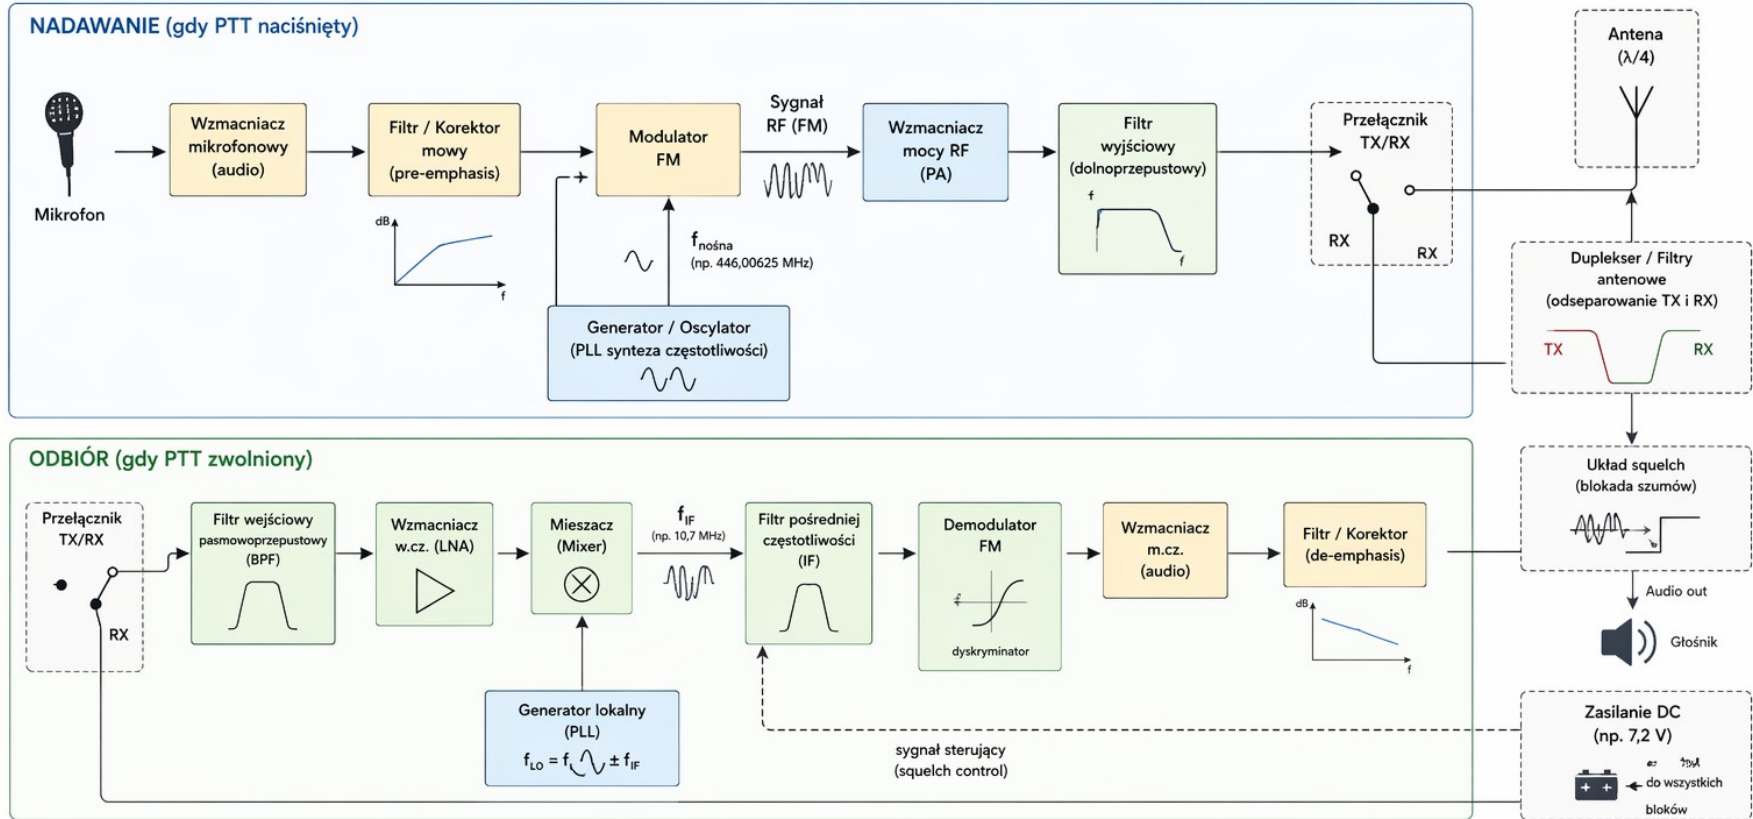 NADAWANIE (gdy PTT naciśnięty)
Mikrofon
Wzmacniacz
mikrofonowy
(audio)
Filtr / Korektor
mowy
(pre-emphasis)
dB
f
Modulator
FM
Sygnał
RF (FM)
f nośna
(np. 446,00625 MHz)
Generator / Oscylator
(PLL synteza częstotliwości)
Wzmacniacz
mocy RF
(PA)
Filtr
wyjściowy
(dolnoprzepustowy)
f
f
Przełącznik
TX/RX
RX
RX
Antena
(λ/4)
Duplekser / Filtry
antenowe
(odseparowanie TX i RX)
TX
RX
ODBIÓR (gdy PTT zwolniony)
Przełącznik
TX/RX
RX
Filtr wejściowy
pasmowoprzepustowy
(BPF)
Wzmacniacz
w.cz. (LNA)
Mieszacz
(Mixer)
f IF
(np. 10,7 MHz)
Generator lokalny
(PLL)
f LO = f ± f IF
Filtr pośredniej
częstotliwości
(IF)
Demodulator
FM
dyskryminator
Wzmacniacz
m.cz.
(audio)
Filtr / Korektor
(de-emphasis)
dB
f
sygnał sterujący
(squelch control)
Układ squelch
(blokada szumów)
Audio out
Głośnik
Zasilanie DC
(np. 7,2 V)
do wszystkich
bloków